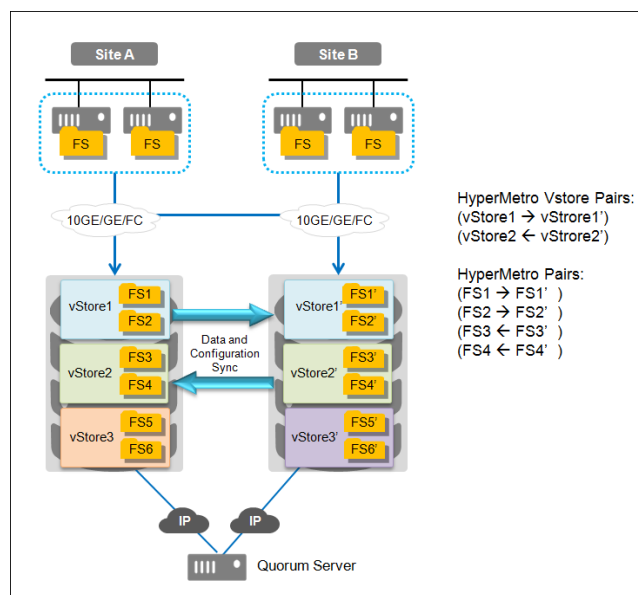 Site A
Site B
FS FS
FS FS
10GE/GE/FC
10GE/GE/FC
HyperMetro Vstore Pairs:
(vStore1 → vStrore1')
(vStore2 ← vStrore2')
HyperMetro Pairs:
(FS1 → FS1' )
(FS2 → FS2' )
(FS3 ← FS3' )
(FS4 ← FS4' )
vStore1
FS1
FS2
vStore1'
FS1'
FS2'
Data and
Configuration
Sync
vStore2
FS3
FS4
vStore2'
FS3'
FS4'
vStore3
FS5
FS6
vStore3'
FS5'
FS6'
IP
IP
Quorum Server